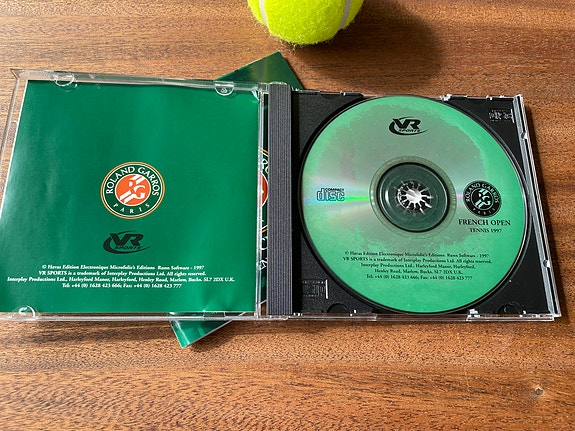 ROLAND GARROS
PARIS
VR
SPORTS
© Havas Edition Electronique Microfolie's Editions Rann Software - 1997
VR SPORTS is a trademark of Interplay Productions Ltd. All rights reserved.
Interplay Productions Ltd., Harleyford Manor, Harleyford, Henley Road, Marlow, Bucks. SL7 2DX U.K.
Tel: +44 (0) 1628 423 666; Fax: +44 (0) 1628 423 777
VR
SPORTS
COMPACT
disc
ROLAND GARROS
PARIS
FRENCH OPEN
TENNIS 1997
© Havas Edition Electronique Microfolie's Editions Rann Software - 1997
VR SPORTS is a trademark of Interplay Productions Ltd. All rights reserved.
Interplay Productions Ltd., Harleyford Manor, Harleyford,
Henley Road, Marlow, Bucks. SL7 2DX U.K.
Tel: +44 (0) 1628 423 666; Fax: +44 (0) 1628 423 777